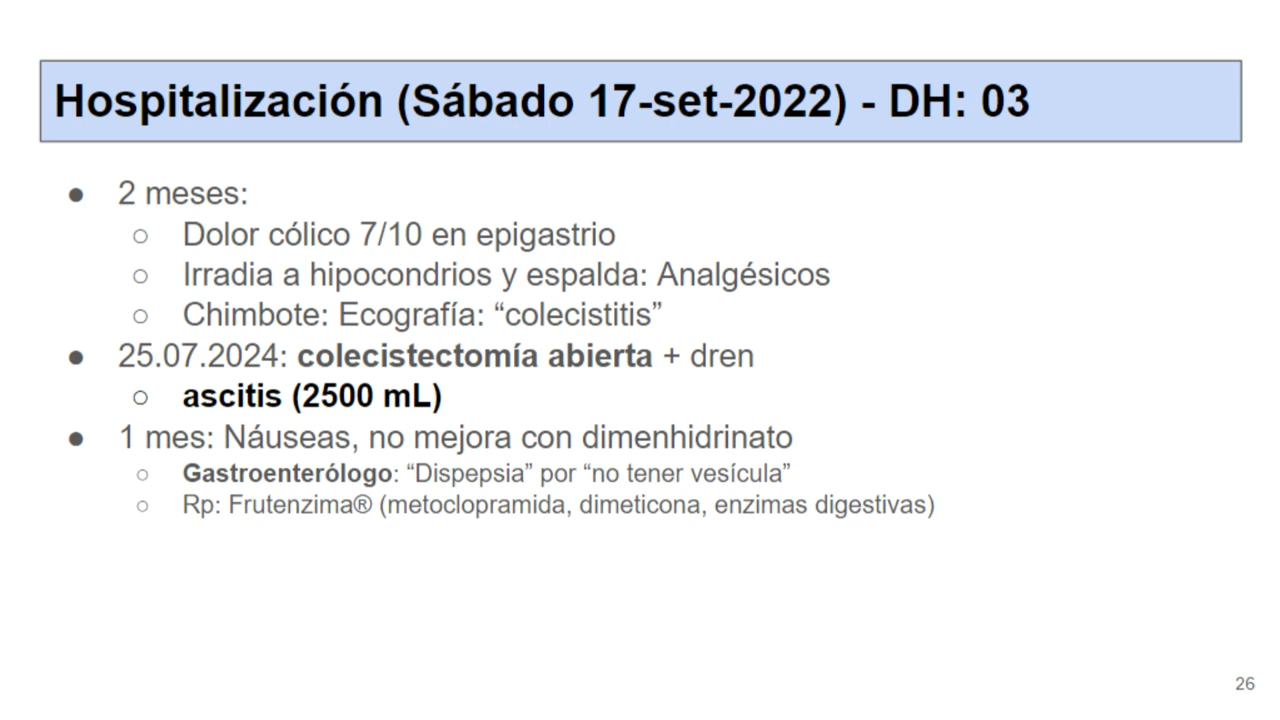 Hospitalización (Sábado 17-set-2022) - DH: 03
● 2 meses:
○ Dolor cólico 7/10 en epigastrio
○ Irradia a hipocondrios y espalda: Analgésicos
○ Chimbote: Ecografía: “colecistitis”
● 25.07.2024: colecistectomía abierta + dren
○ ascitis (2500 mL)
● 1 mes: Náuseas, no mejora con dimenhidrinato
○ Gastroenterólogo: “Dispepsia” por “no tener vesícula”
○ Rp: Frutenzima® (metoclopramida, dimeticona, enzimas digestivas)
26